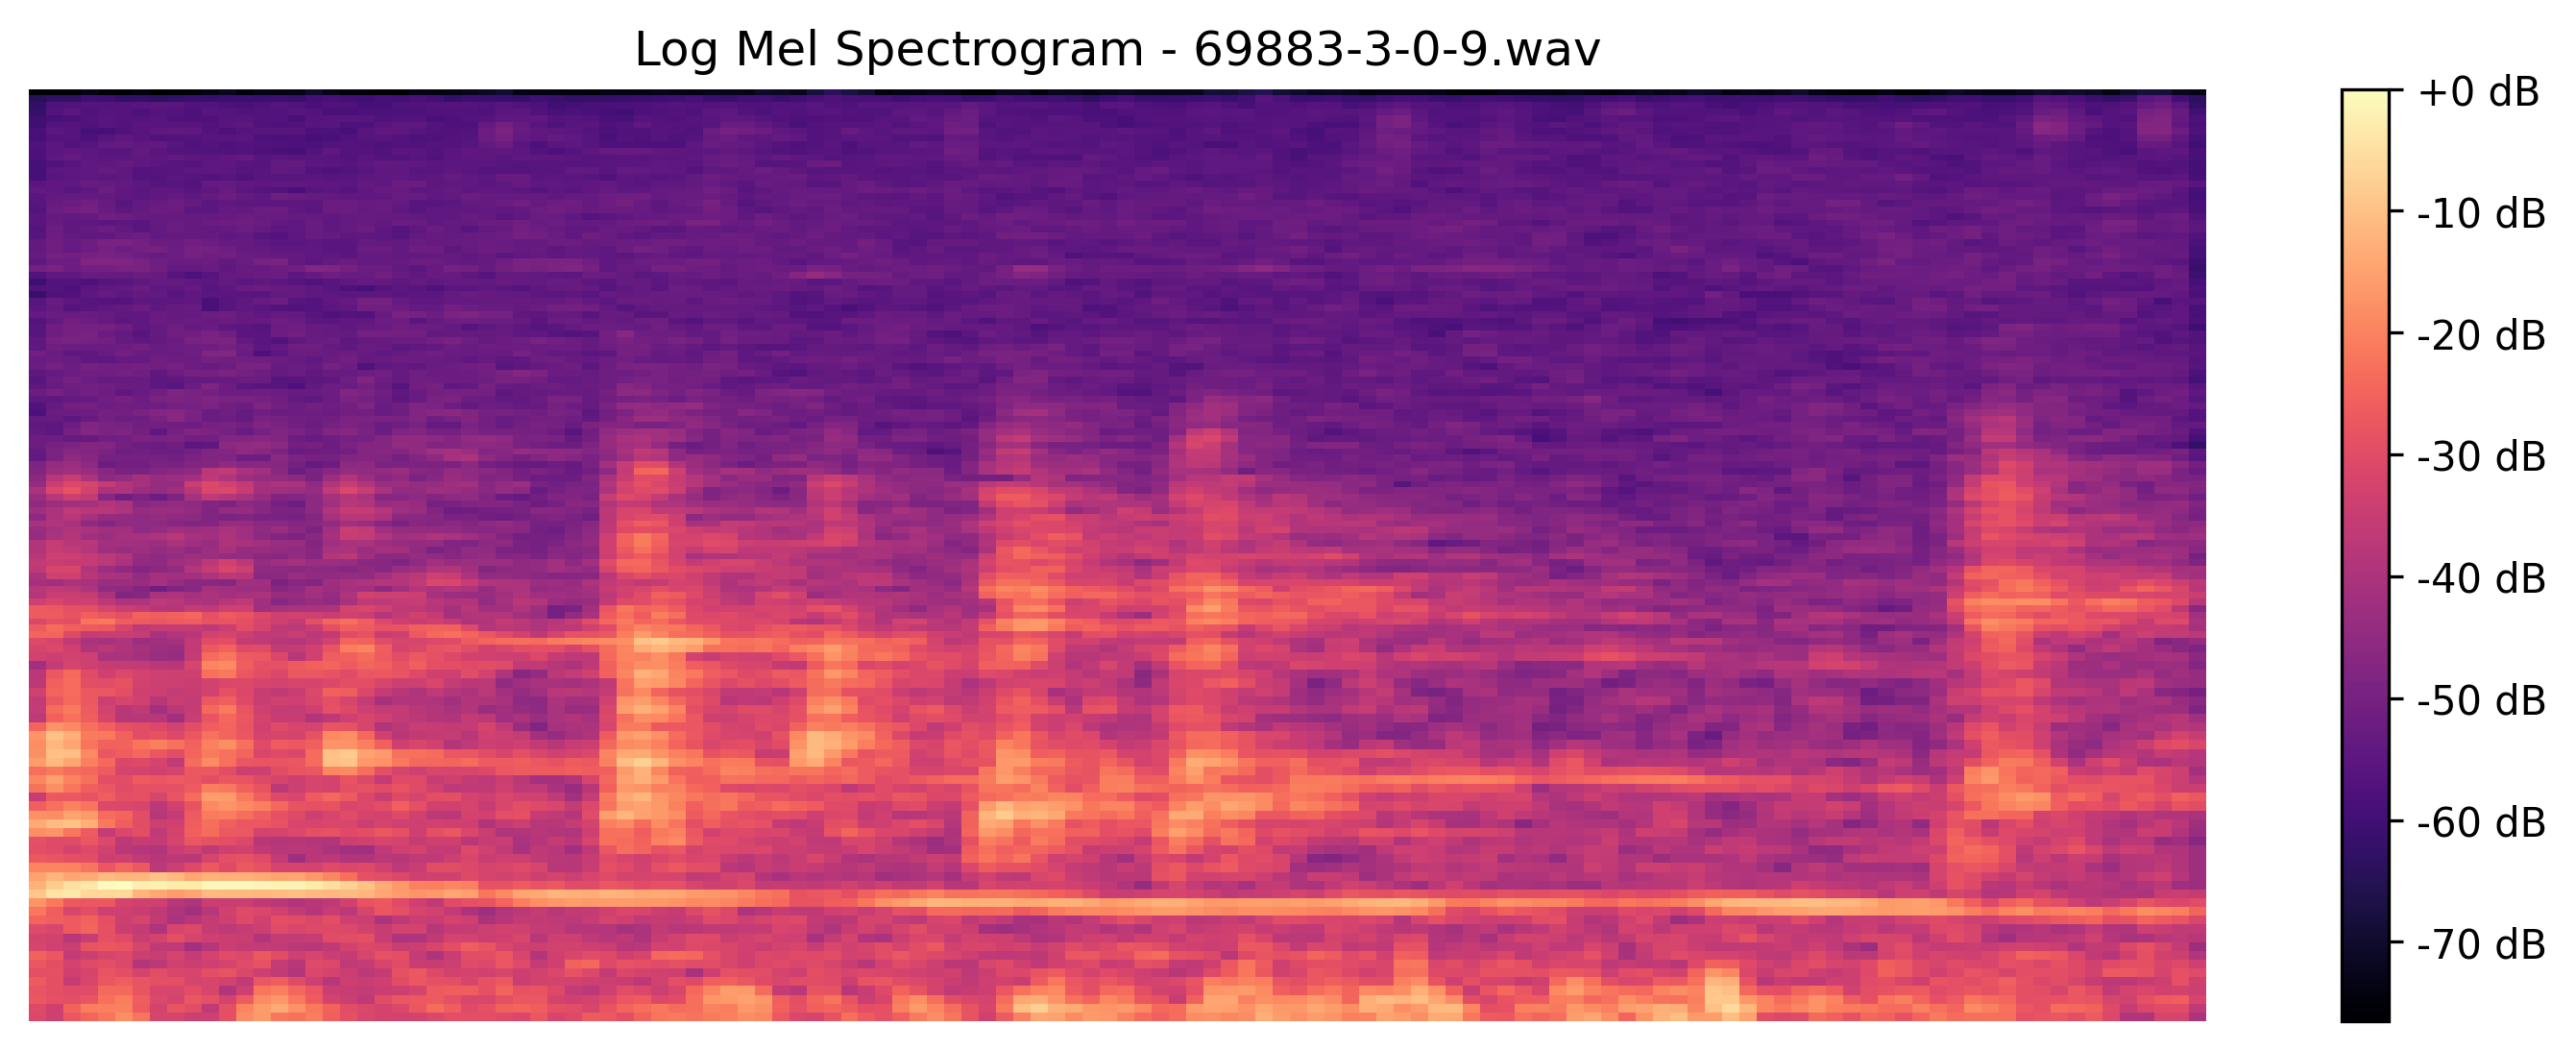 Log Mel Spectrogram - 69883-3-0-9.wav
+0 dB
-10 dB
-20 dB
-30 dB
-40 dB
-50 dB
-60 dB
-70 dB